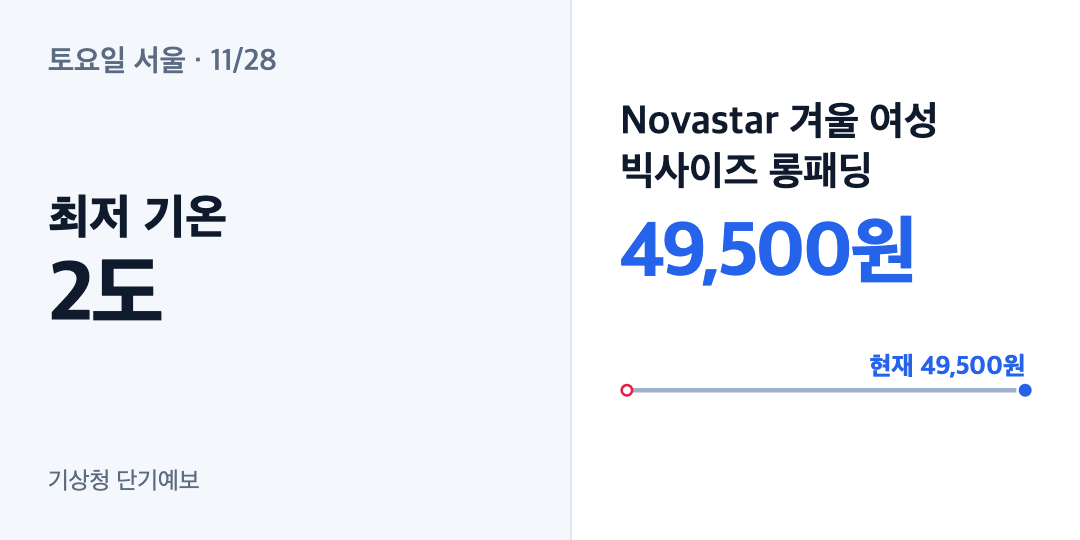 토요일 서울 · 11/28
최저 기온
2도
기상청 단기예보
Novastar 겨울 여성
빅사이즈 롱패딩
49,500원
현재 49,500원